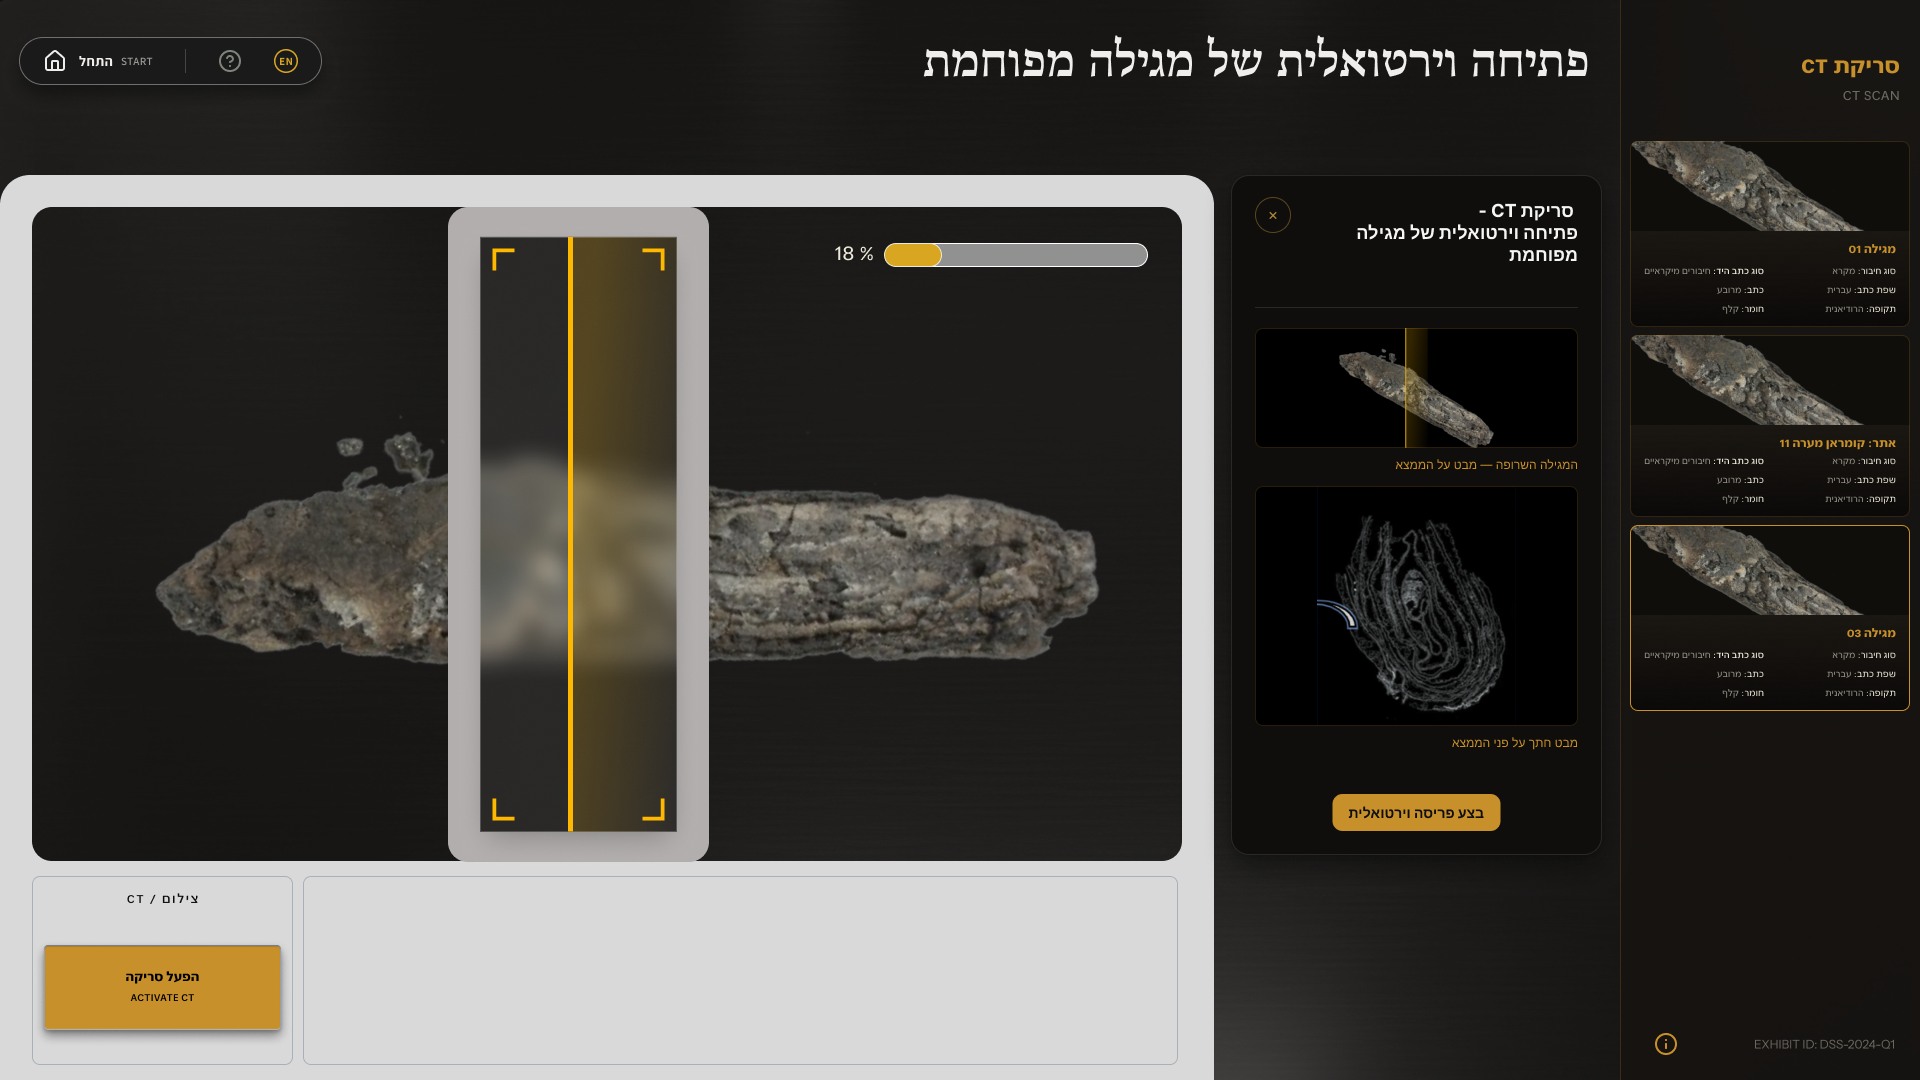 פתיחה וירטואלית של מגילה מפוחמת
התחל START
EN
סריקת CT
CT SCAN
מגילה 01
סוג חיבור: מקרא סוג כתב היד: חיבורים מיקראיים
שפת כתב: עברית כתב: מרובע
תקופה: הרודיאנית חומר: קלף
אתר: קומראן מערה 11
סוג חיבור: מקרא סוג כתב היד: חיבורים מיקראיים
שפת כתב: עברית כתב: מרובע
תקופה: הרודיאנית חומר: קלף
מגילה 03
סוג חיבור: מקרא סוג כתב היד: חיבורים מיקראיים
שפת כתב: עברית כתב: מרובע
תקופה: הרודיאנית חומר: קלף
EXHIBIT ID: DSS-2024-Q1
סריקת CT -
פתיחה וירטואלית של מגילה
מפוחמת
המגילה השרופה — מבט על הממצא
מבט חתך על פני הממצא
בצע פריסה וירטואלית
18 %
צילום / CT
הפעל סריקה
ACTIVATE CT